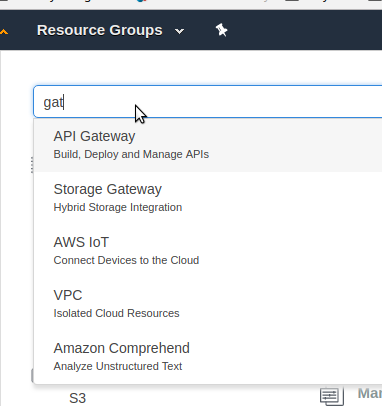 Resource Groups
gat
API Gateway
Build, Deploy and Manage APIs
Storage Gateway
Hybrid Storage Integration
AWS IoT
Connect Devices to the Cloud
VPC
Isolated Cloud Resources
Amazon Comprehend
Analyze Unstructured Text
S3